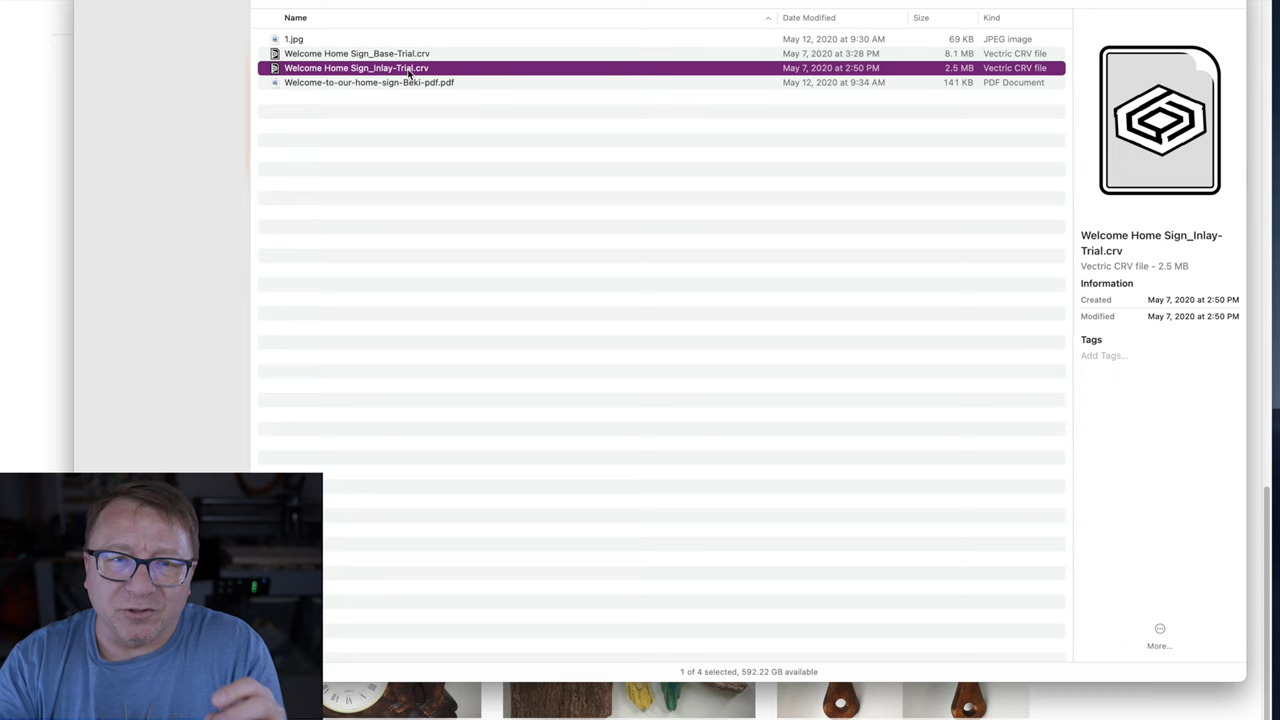 Name Date Modified Size Kind
1.jpg May 12, 2020 at 9:30 AM 69 KB JPEG image
Welcome Home Sign_Base-Trial.crv May 7, 2020 at 3:28 PM 8.1 MB Vectric CRV file
Welcome Home Sign_Inlay-Trial.crv May 7, 2020 at 2:50 PM 2.5 MB Vectric CRV file
Welcome-to-our-home-sign-Beki-pdf.pdf May 12, 2020 at 9:34 AM 141 KB PDF Document
Welcome Home Sign_Inlay-
Trial.crv
Vectric CRV file - 2.5 MB
Information
Created May 7, 2020 at 2:50 PM
Modified May 7, 2020 at 2:50 PM
Tags
Add Tags...
More...
1 of 4 selected, 592.22 GB available